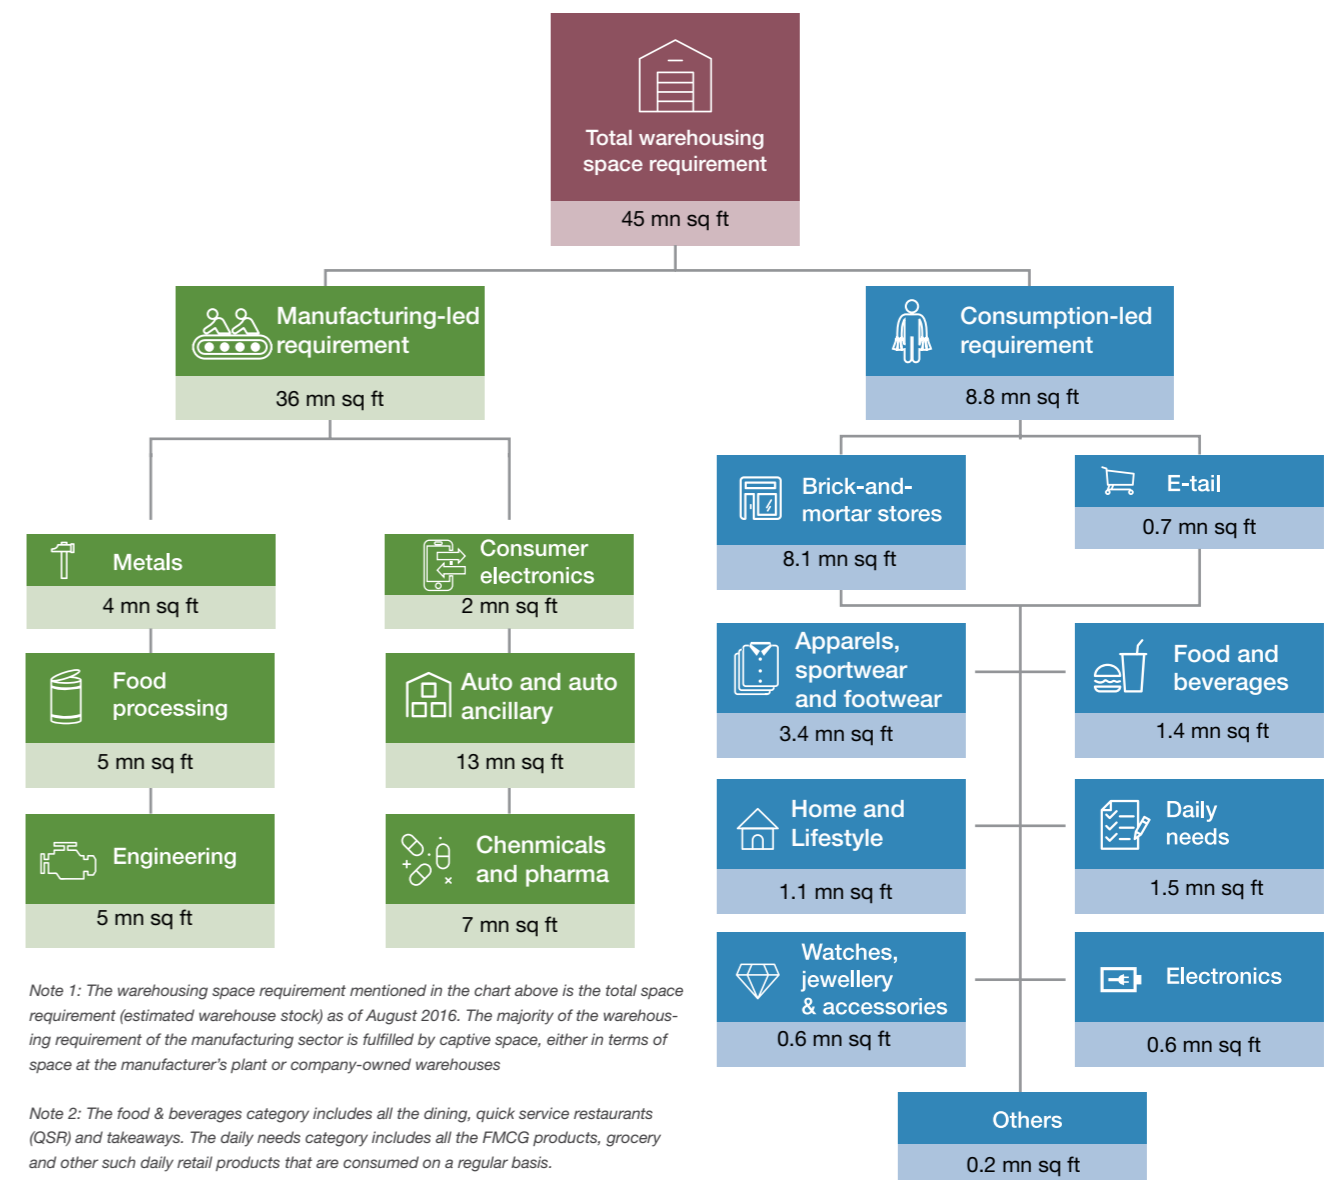 Total warehousing
space requirement
45 mn sq ft
Manufacturing-led
requirement
36 mn sq ft
Consumption-led
requirement
8.8 mn sq ft
Metals
4 mn sq ft
Food
processing
5 mn sq ft
Engineering
5 mn sq ft
Consumer
electronics
2 mn sq ft
Auto and auto
ancillary
13 mn sq ft
Chenmicals
and pharma
7 mn sq ft
Brick-and-
mortar stores
8.1 mn sq ft
E-tail
0.7 mn sq ft
Apparels,
sportwear
and footwear
3.4 mn sq ft
Food and
beverages
1.4 mn sq ft
Home and
Lifestyle
1.1 mn sq ft
Daily
needs
1.5 mn sq ft
Watches,
jewellery
& accessories
0.6 mn sq ft
Electronics
0.6 mn sq ft
Others
0.2 mn sq ft
Note 1: The warehousing space requirement mentioned in the chart above is the total space
requirement (estimated warehouse stock) as of August 2016. The majority of the warehous-
ing requirement of the manufacturing sector is fulfilled by captive space, either in terms of
space at the manufacturer's plant or company-owned warehouses
Note 2: The food & beverages category includes all the dining, quick service restaurants
(QSR) and takeaways. The daily needs category includes all the FMCG products, grocery
and other such daily retail products that are consumed on a regular basis.